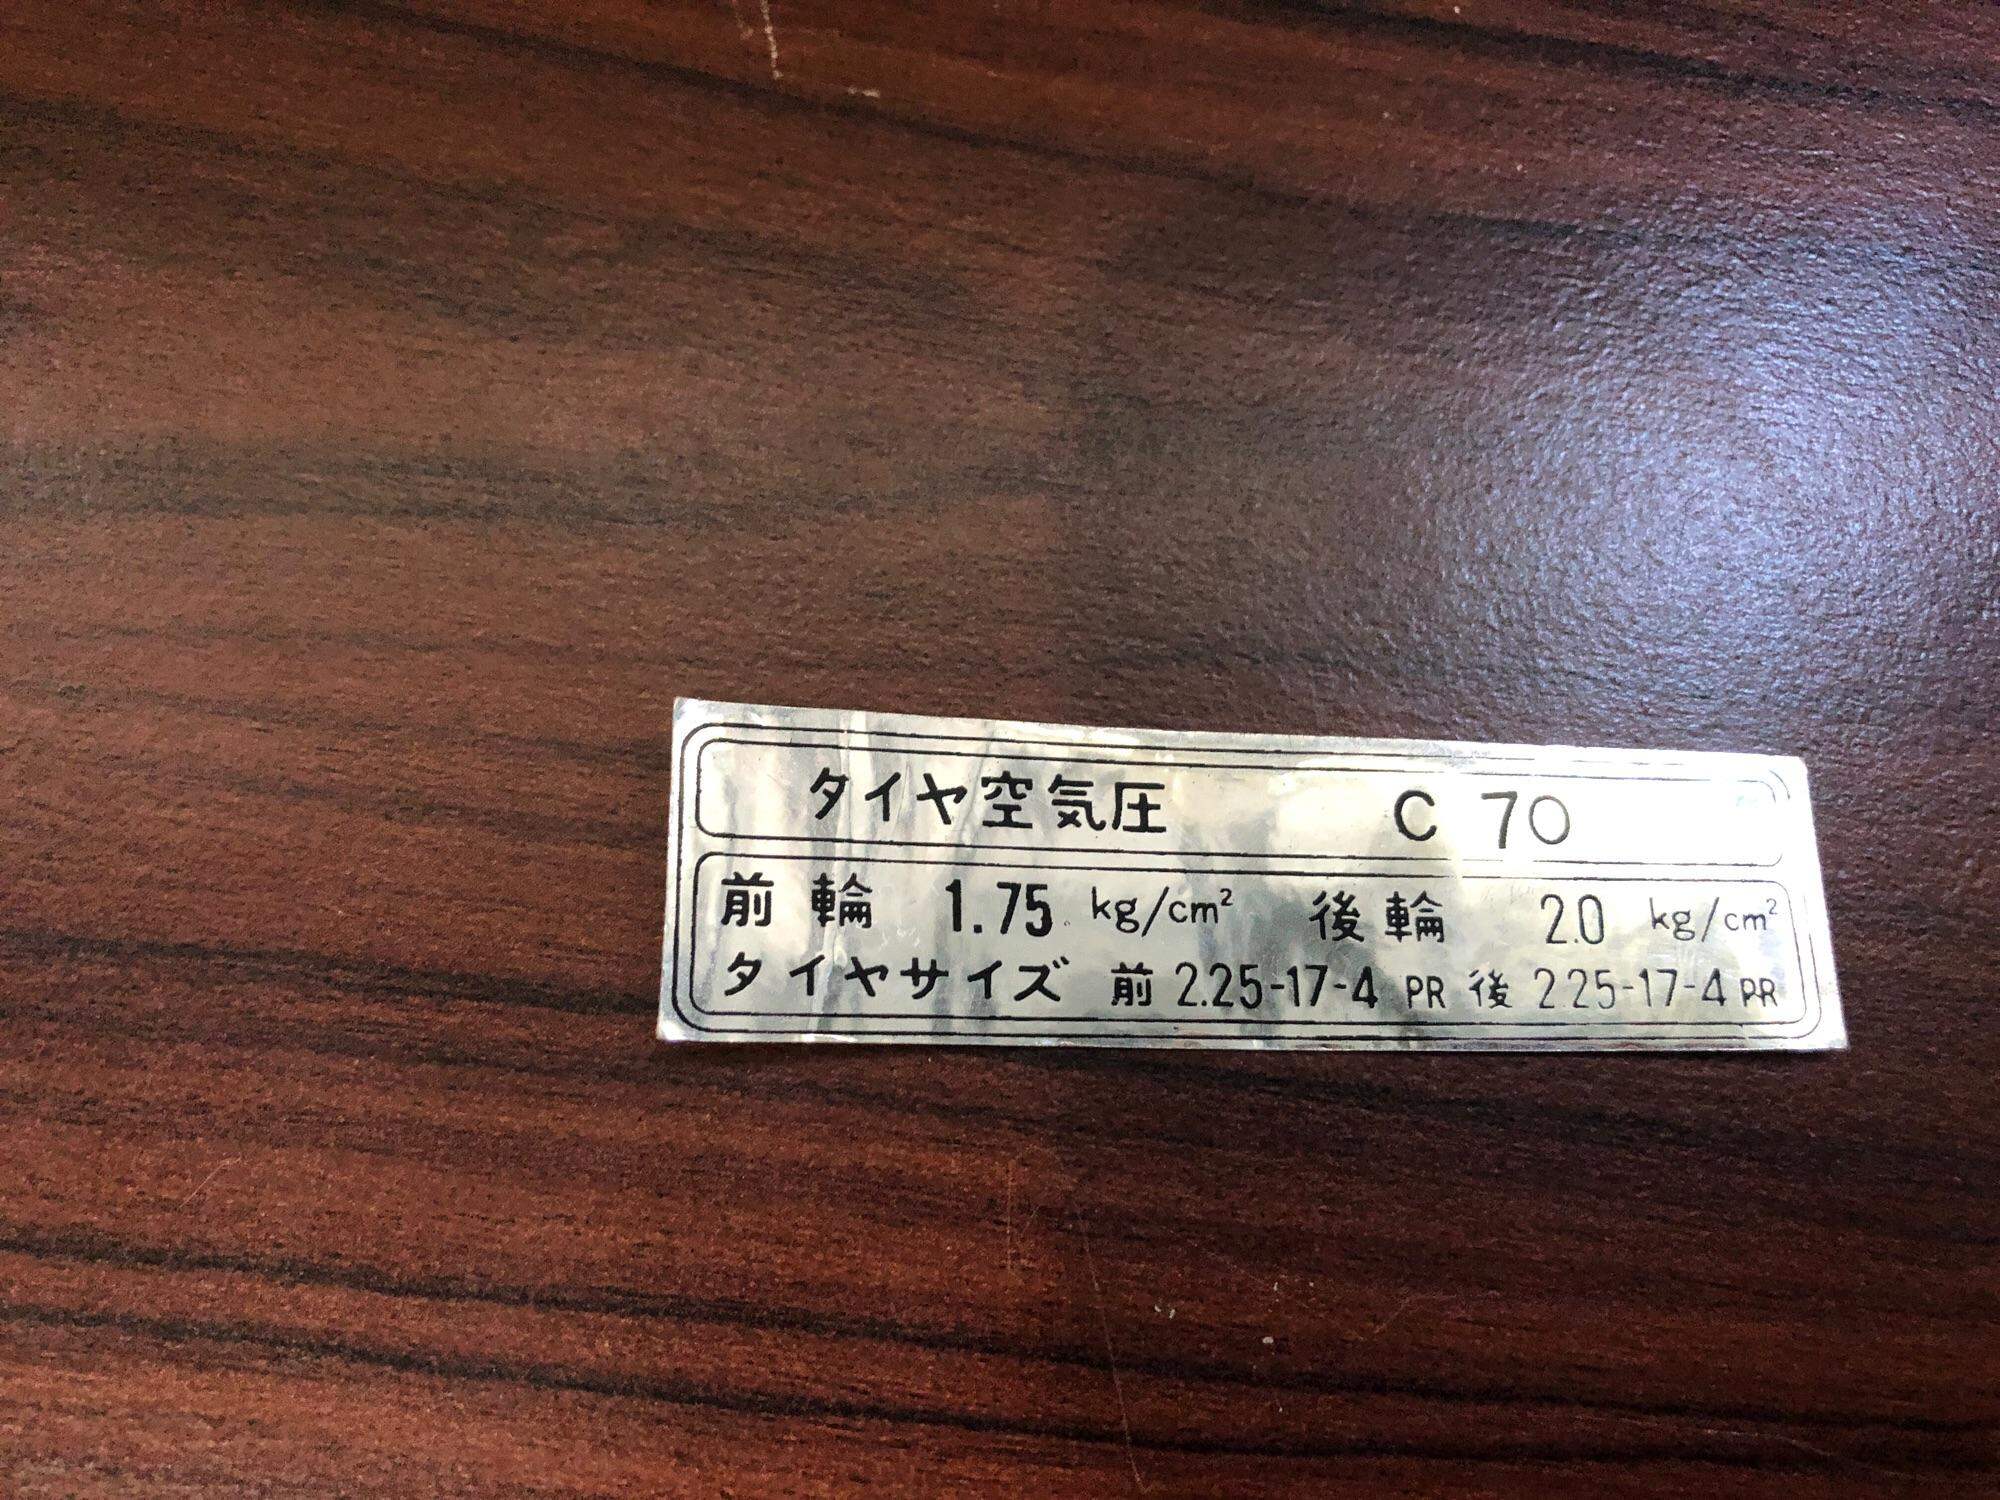 タイヤ空気圧 C 70
前輪 1.75 kg/cm² 後輪 2.0 kg/cm²
タイヤサイズ 前 2.25-17-4 PR 後 2.25-17-4 PR